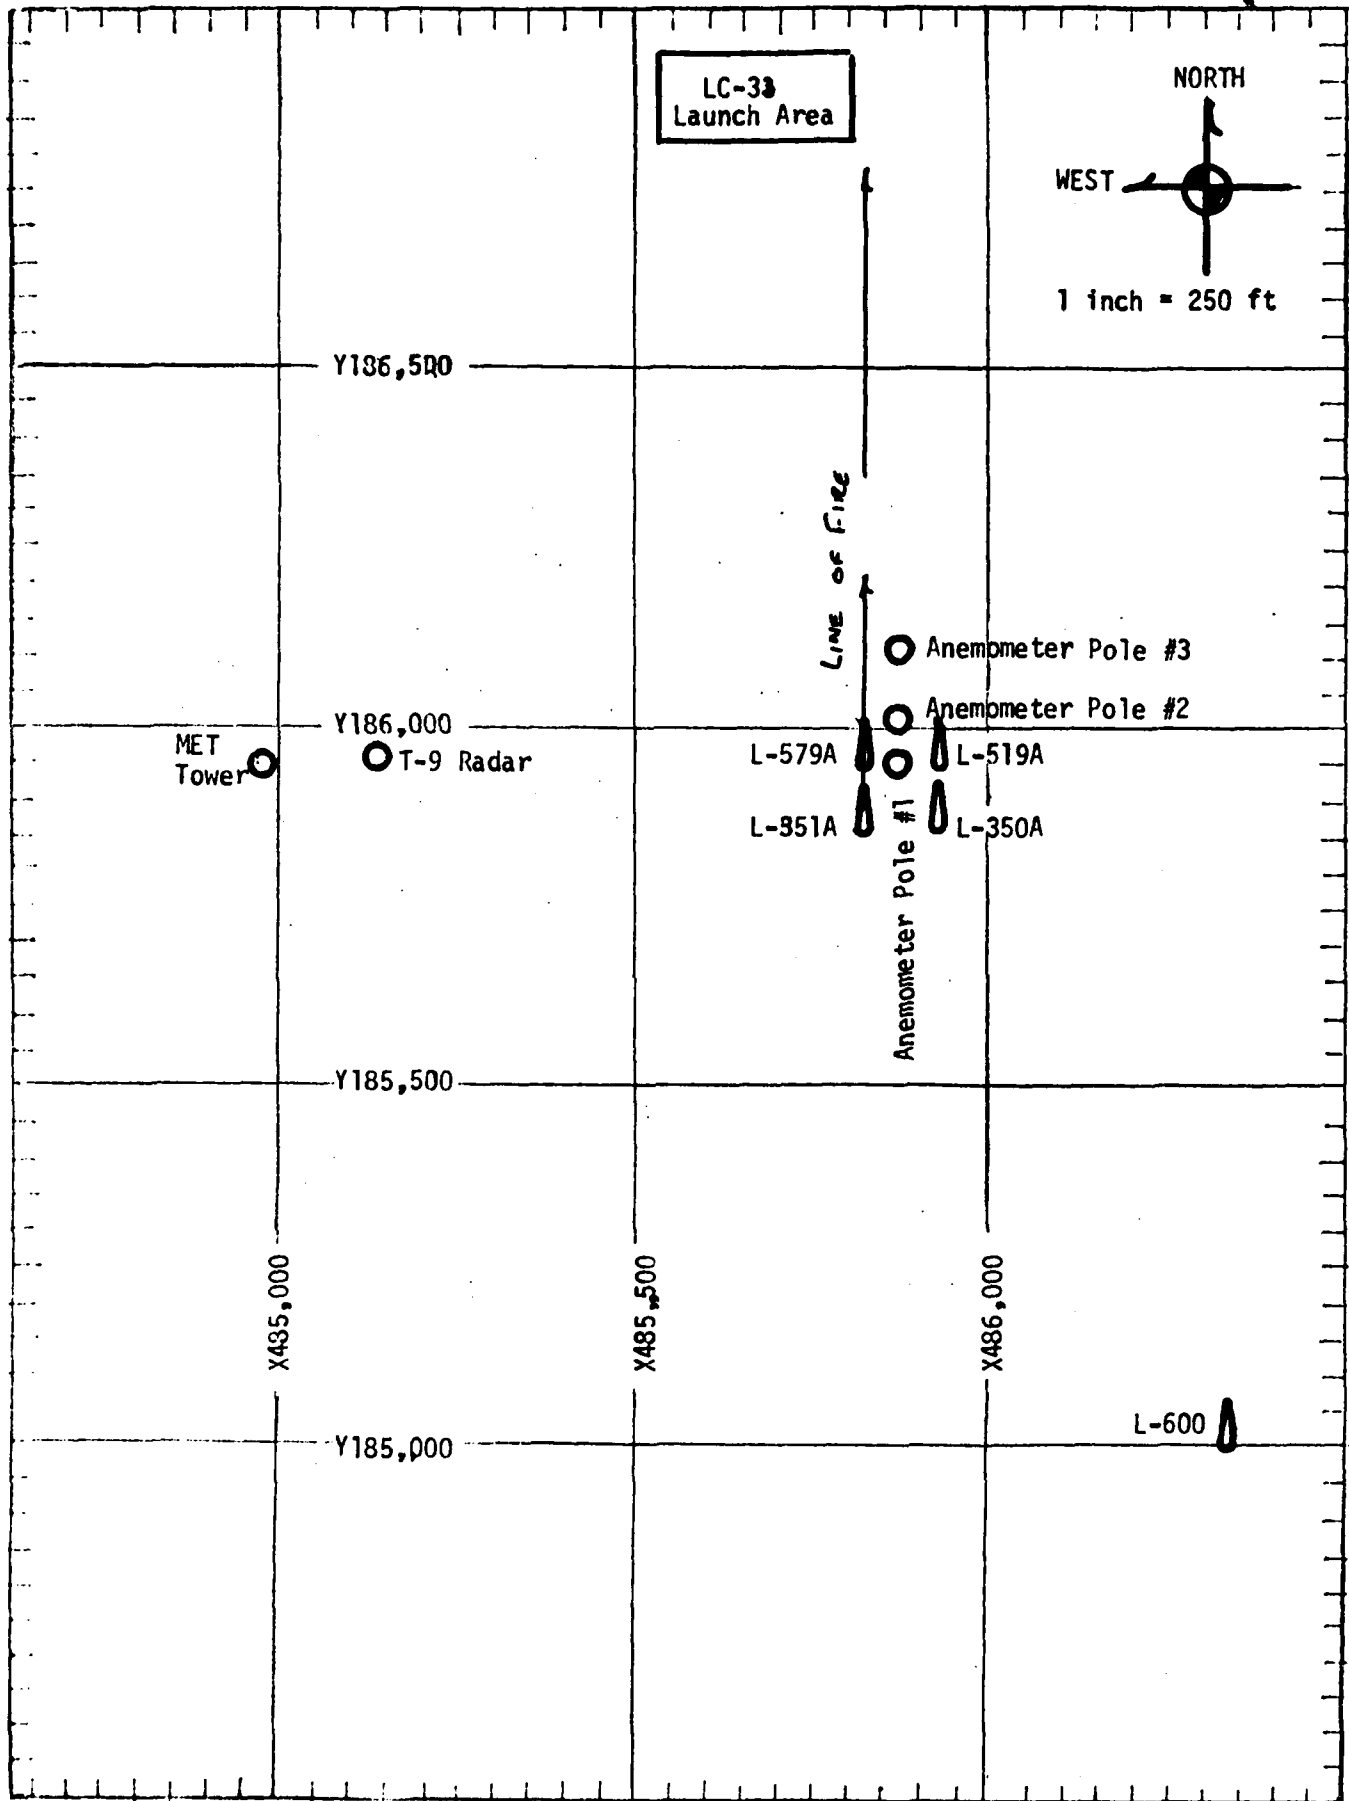 LC-33
Launch Area
NORTH
WEST
1 inch = 250 ft
Y186,500
LINE OF FIRE
Anemometer Pole #3
Anemometer Pole #2
Y186,000
MET
Tower
T-9 Radar
L-579A
L-519A
L-351A
L-350A
Anemometer Pole #1
Y185,500
X485,000
X485,500
X486,000
L-600
Y185,000